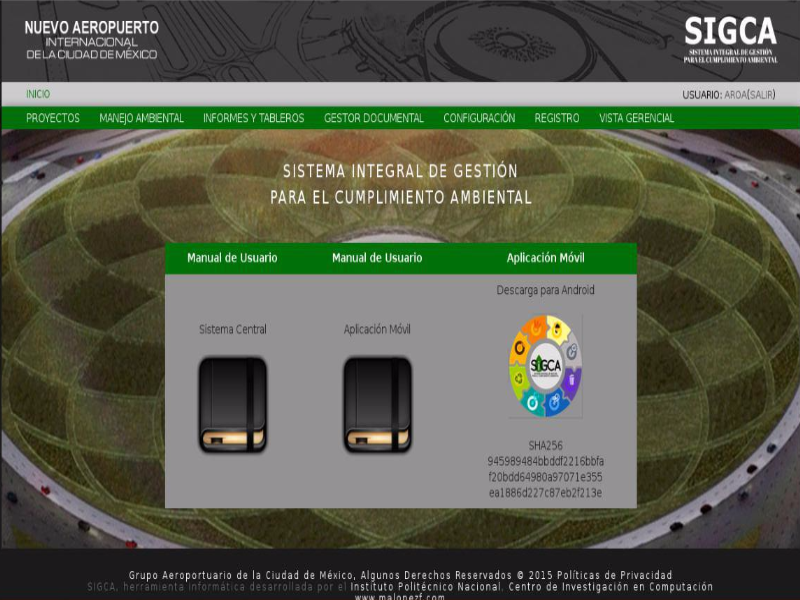 NUEVO AEROPUERTO
INTERNACIONAL
DE LA CIUDAD DE MÉXICO
SIGCA
SISTEMA INTEGRAL DE GESTIÓN
PARA EL CUMPLIMIENTO AMBIENTAL
INICIO
USUARIO: AROA(SALIR)
PROYECTOS MANEJO AMBIENTAL INFORMES Y TABLEROS GESTOR DOCUMENTAL CONFIGURACIÓN REGISTRO VISTA GERENCIAL
SISTEMA INTEGRAL DE GESTIÓN
PARA EL CUMPLIMIENTO AMBIENTAL
Manual de Usuario Manual de Usuario Aplicación Móvil
Descarga para Android
Sistema Central Aplicación Móvil
SIGCA
SHA256
945989484bbddf2216bbfa
f20bdd64980a97071e355
ea1886d227c87eb2f213e
Grupo Aeroportuario de la Ciudad de México, Algunos Derechos Reservados © 2015 Políticas de Privacidad
SIGCA, herramienta informática desarrollada por el Instituto Politécnico Nacional. Centro de Investigación en Computación
www.malopezf.com